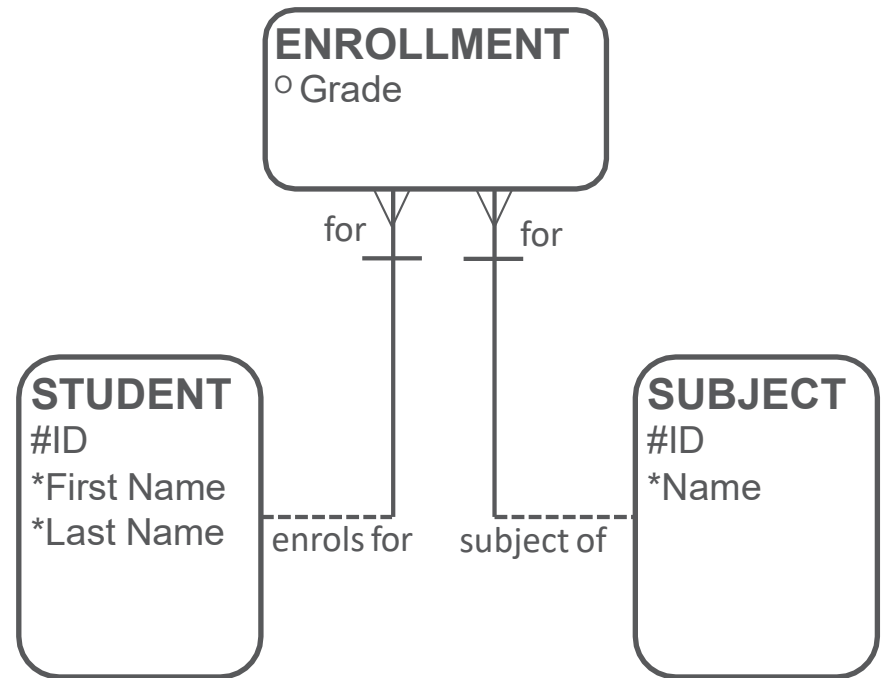 ENROLLMENT
o Grade
for
for
STUDENT
#ID
*First Name
*Last Name
enrols for
subject of
SUBJECT
#ID
*Name